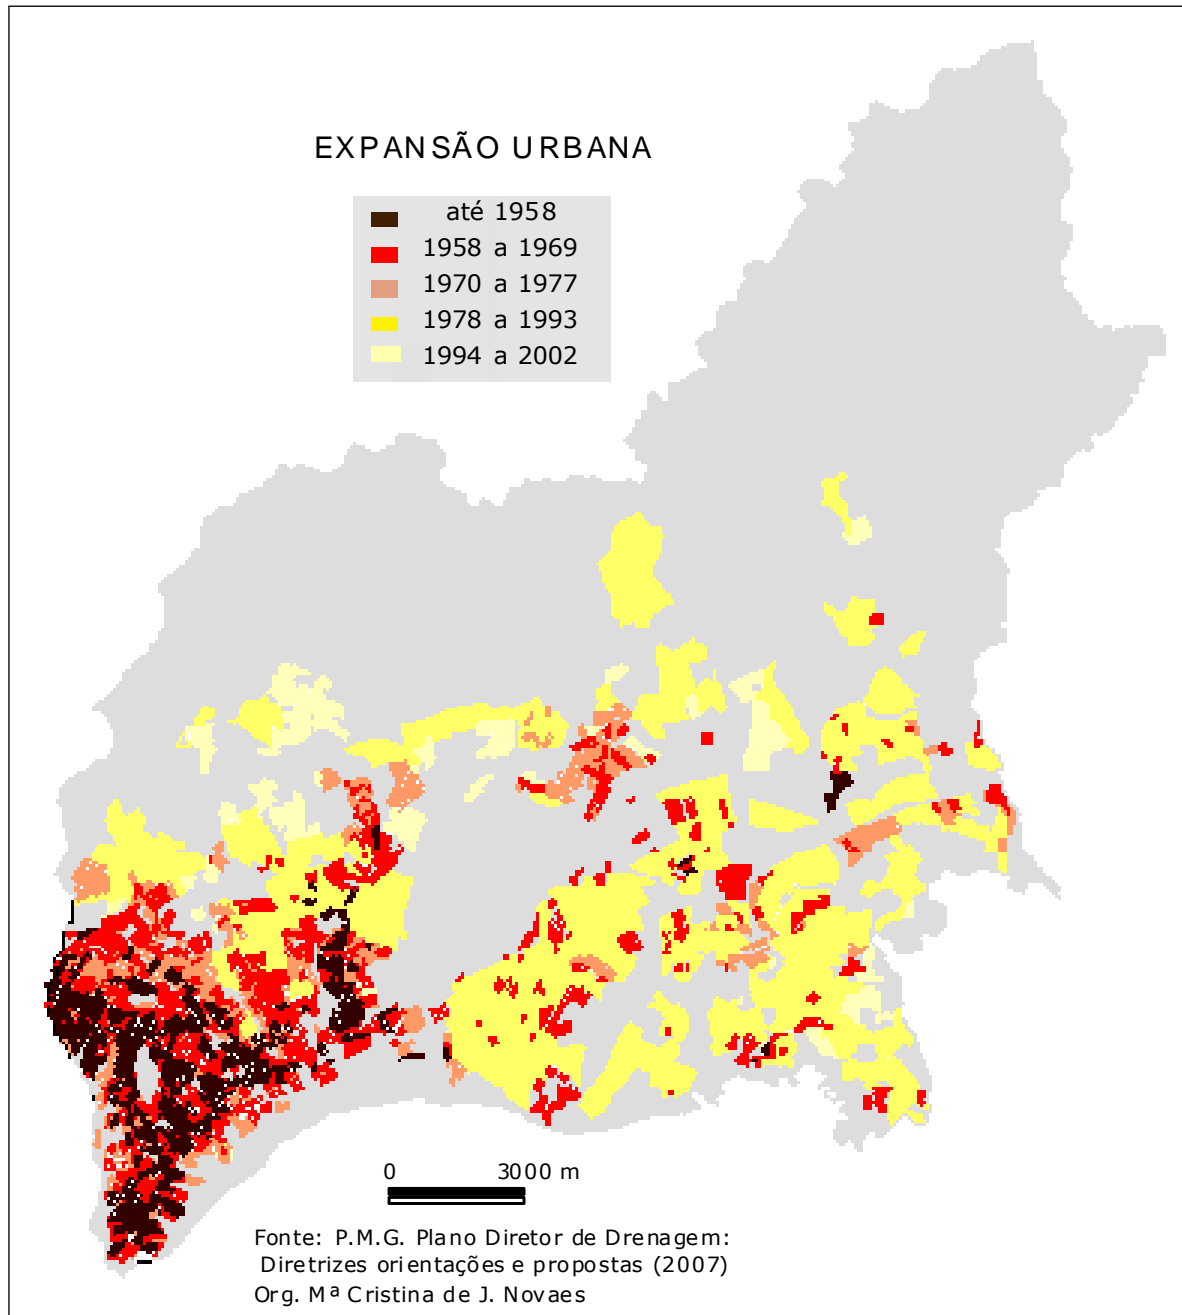 EXPANSÃO URBANA
até 1958
1958 a 1969
1970 a 1977
1978 a 1993
1994 a 2002
0 3000 m
Fonte: P.M.G. Plano Diretor de Drenagem:
Diretrizes orientações e propostas (2007)
Org. Mª Cristina de J. Novaes